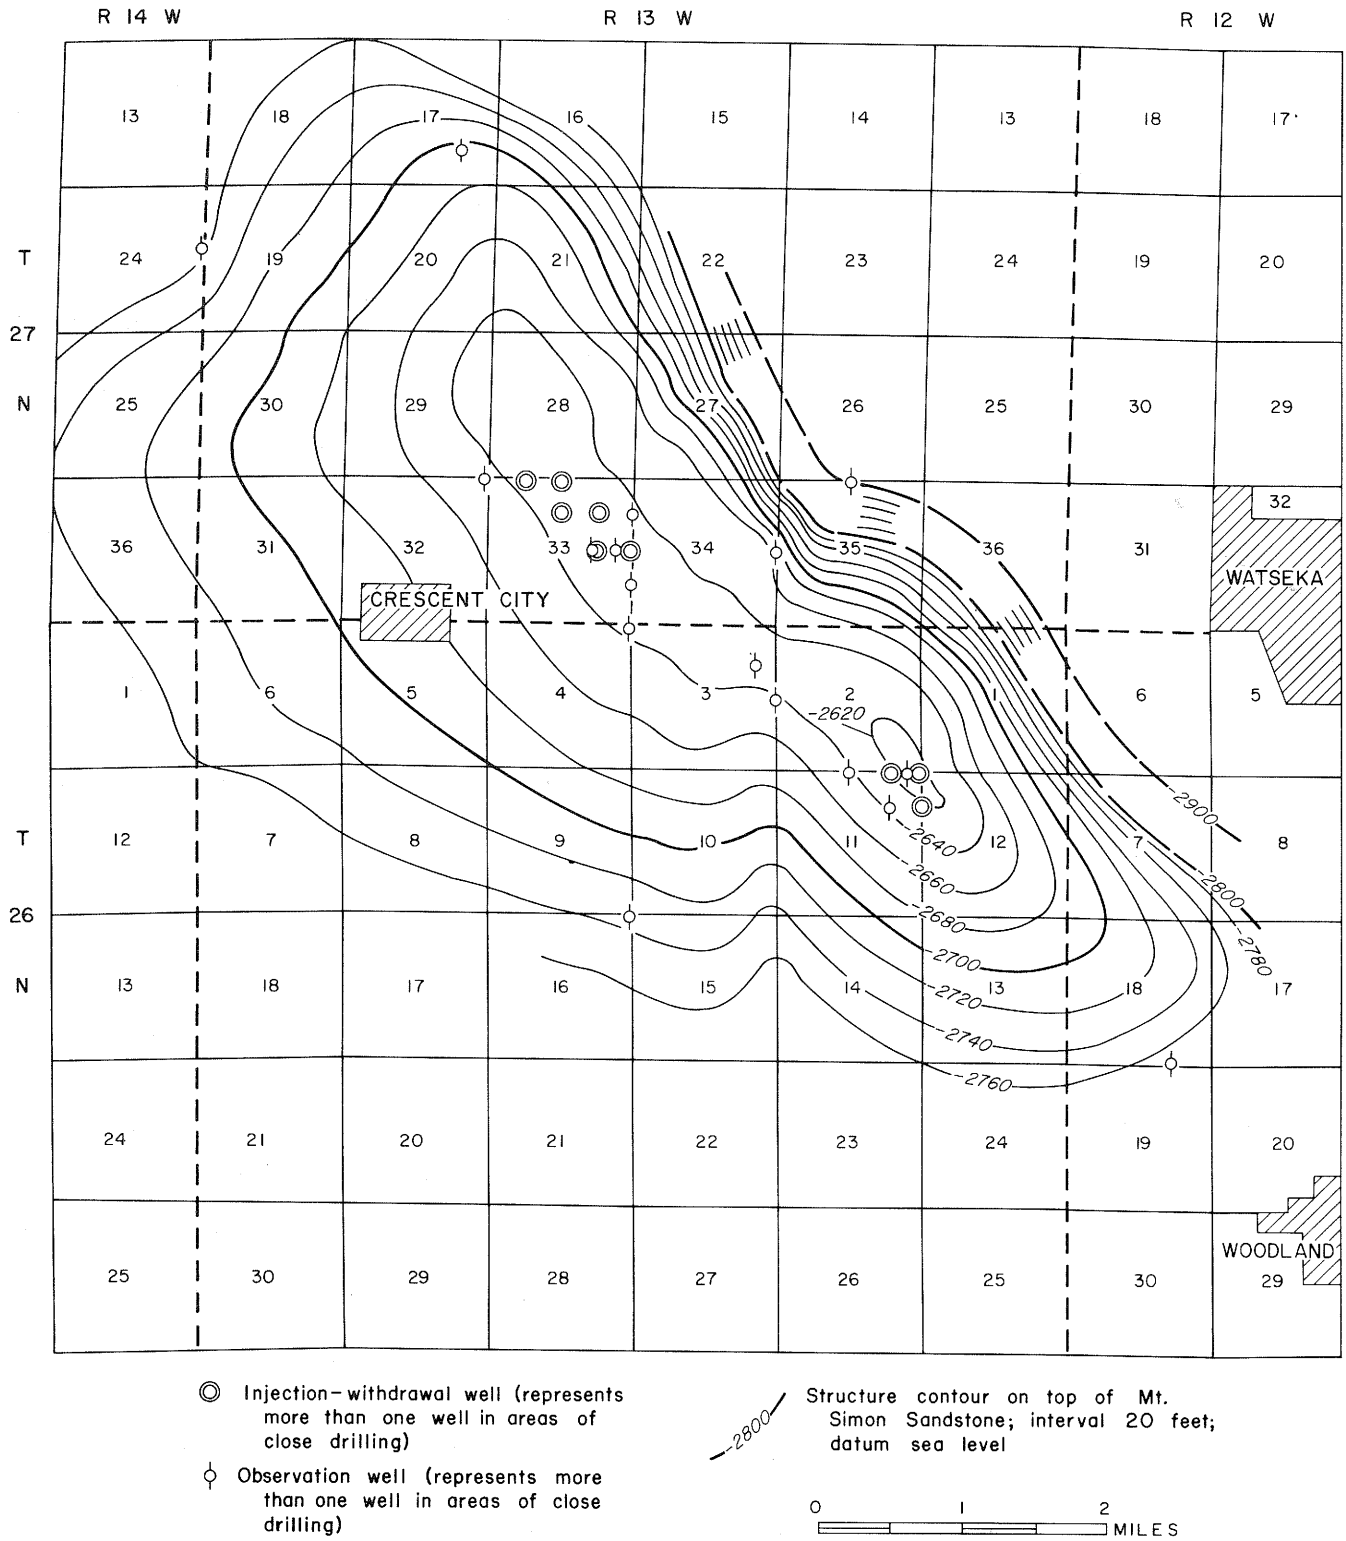 R 14 W R 13 W R 12 W
13 18 17 16 15 14 13 18 17
T 24 19 20 21 22 23 24 19 20
27
N 25 30 29 28 27 26 25 30 29
32
36 31 32 33 34 35 36 31
WATSEKA
CRESCENT CITY
1 6 5 4 3 2 1 6 5
-2620
-2900
T 12 7 8 9 10 11 12 7 8
-2640
-2660
-2800
26
-2680
-2780
-2700
N 13 18 17 16 15 14 13 18 17
-2720
-2740
-2760
24 21 20 21 22 23 24 19 20
WOODLAND
25 30 29 28 27 26 25 30 29
Injection-withdrawal well (represents
more than one well in areas of
close drilling)
Observation well (represents more
than one well in areas of close
drilling)
-2800
Structure contour on top of Mt.
Simon Sandstone; interval 20 feet;
datum sea level
0 1 2
MILES